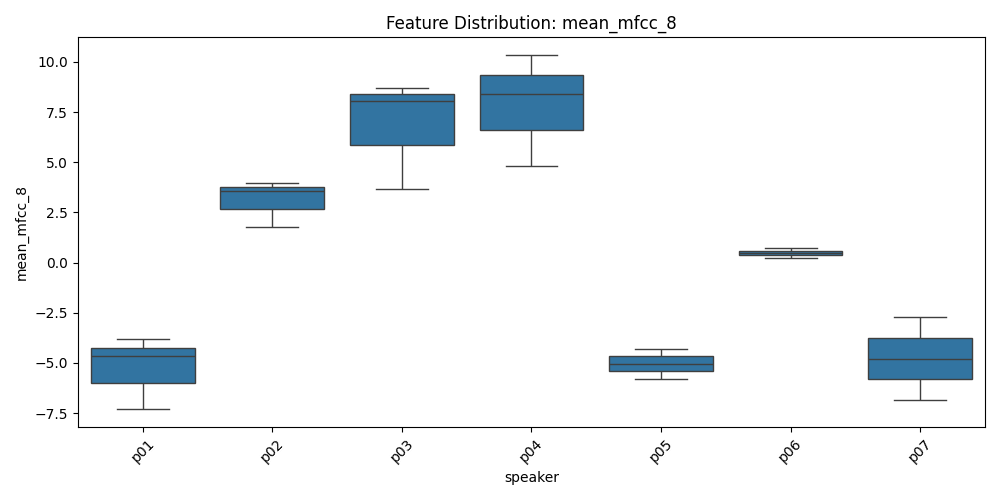 Feature Distribution: mean_mfcc_8
mean_mfcc_8
10.0
7.5
5.0
2.5
0.0
−2.5
−5.0
−7.5
p01
p02
p03
p04
p05
p06
p07
speaker